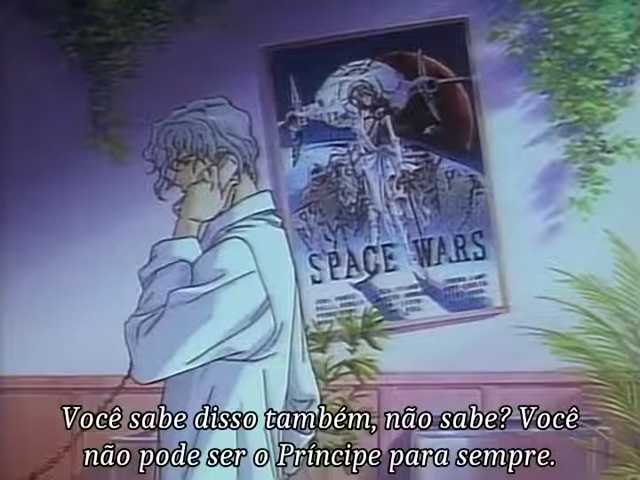 SPACE WARS
Você sabe disso também, não sabe? Você
não pode ser o Príncipe para sempre.